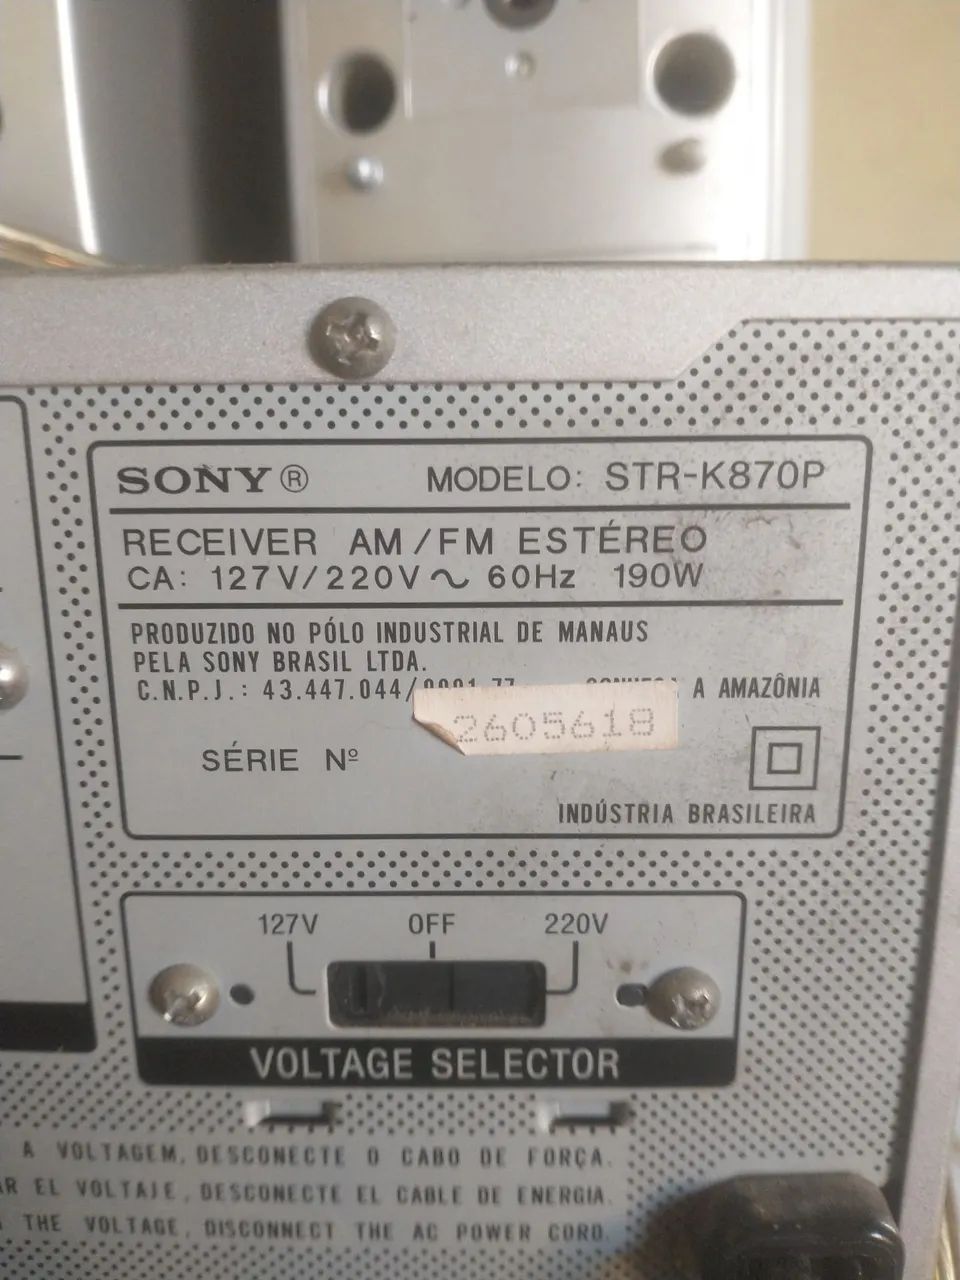 SONY® MODELO: STR-K870P
RECEIVER AM/FM ESTÉREO
CA: 127V/220V~ 60Hz 190W
PRODUZIDO NO PÓLO INDUSTRIAL DE MANAUS
PELA SONY BRASIL LTDA.
C.N.P.J.: 43.447.044/ A AMAZÔNIA
2605618
SÉRIE Nº
INDÚSTRIA BRASILEIRA
127V OFF 220V
VOLTAGE SELECTOR
A VOLTAGEM, DESCONECTE O CABO DE FORÇA.
EL VOLTAJE, DESCONECTE EL CABLE DE ENERGIA.
THE VOLTAGE, DISCONNECT THE AC POWER CORD.